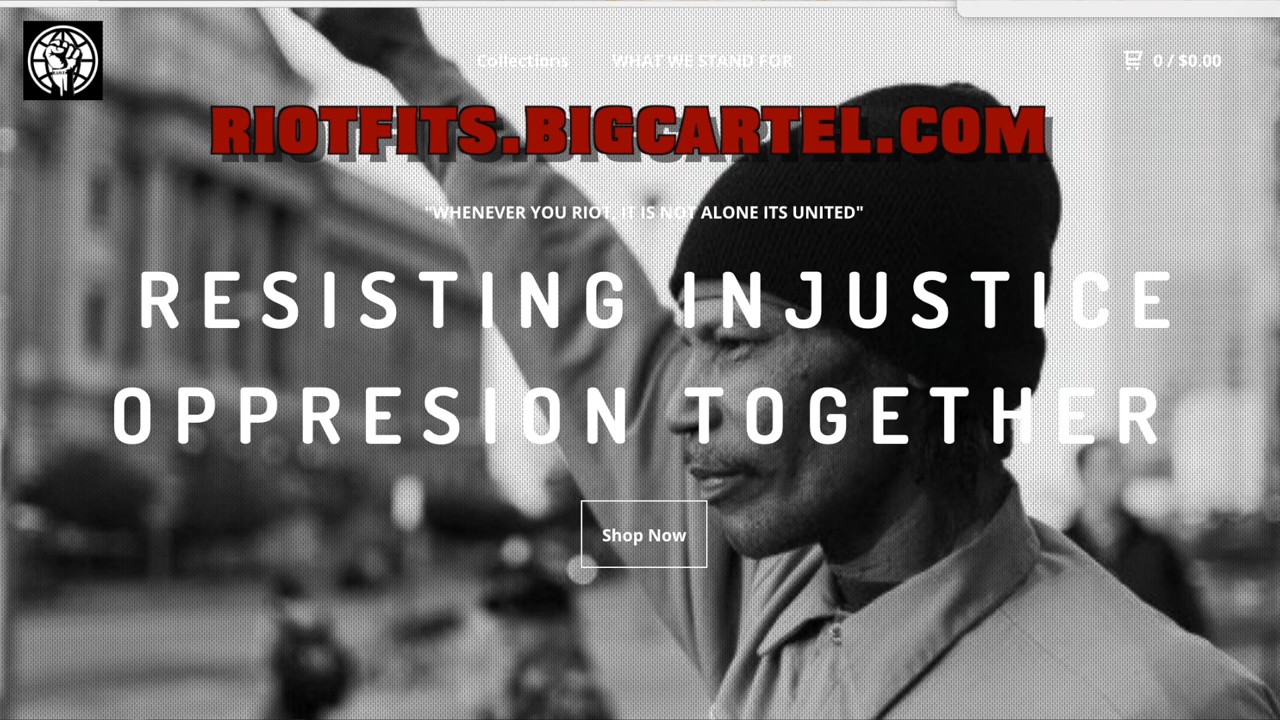 Collections WHAT WE STAND FOR 0 / $0.00
RIOTFITS.BIGCARTEL.COM
"WHENEVER YOU RIOT, IT IS NOT ALONE ITS UNITED"
RESISTING INJUSTICE
OPPRESION TOGETHER
Shop Now